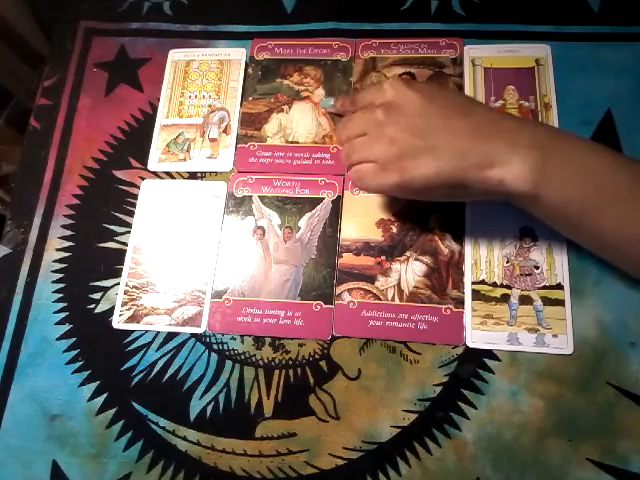 MAKE THE EFFORT
CALLING IN
YOUR SOUL MATE
Great love is worth taking
the steps you're guided to take.
WORTH
WAITING FOR
Divine timing is at
work in your love life.
Addictions are affecting
your romantic life.